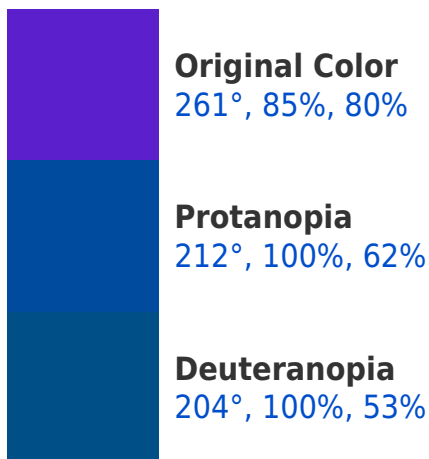 Original Color
261°, 85%, 80%
Protanopia
212°, 100%, 62%
Deuteranopia
204°, 100%, 53%